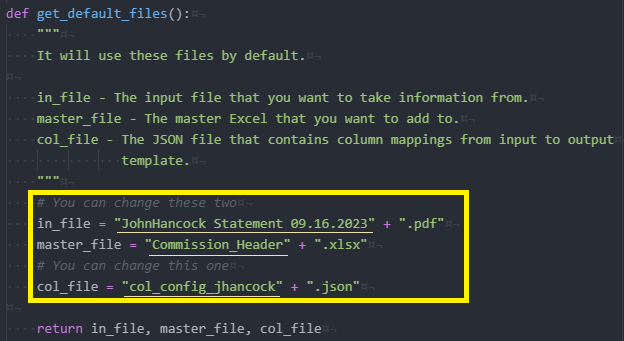 def get_default_files():
"""
It will use these files by default.
in_file - The input file that you want to take information from.
master_file - The master Excel that you want to add to.
col_file - The JSON file that contains column mappings from input to output
template.
"""
# You can change these two
in_file = "JohnHancock Statement 09.16.2023" + ".pdf"
master_file = "Commission_Header" + ".xlsx"
# You can change this one
col_file = "col_config_jhancock" + ".json"
return in_file, master_file, col_file